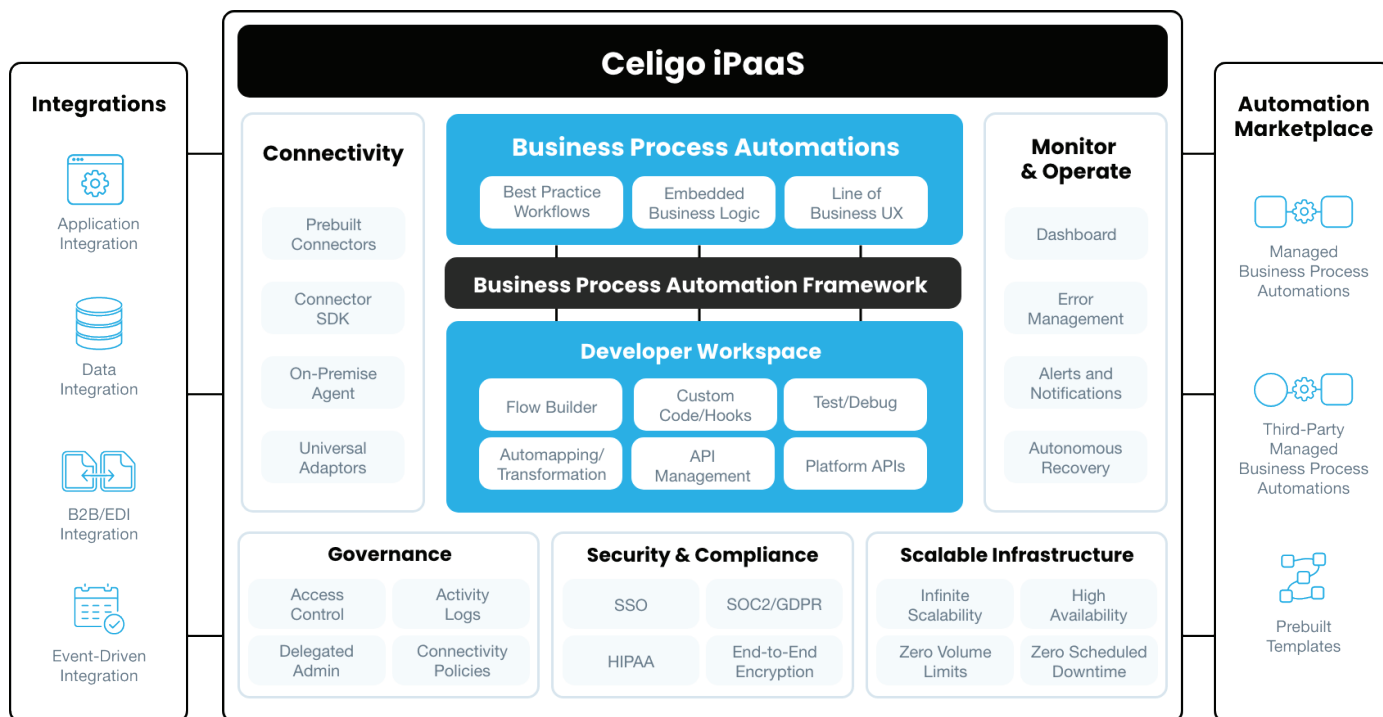 Celigo iPaaS
Integrations
Application
Integration
Data
Integration
B2B/EDI
Integration
Event-Driven
Integration
Connectivity
Prebuilt
Connectors
Connector
SDK
On-Premise
Agent
Universal
Adaptors
Business Process Automations
Best Practice
Workflows
Embedded
Business Logic
Line of
Business UX
Business Process Automation Framework
Developer Workspace
Flow Builder
Custom
Code/Hooks
Test/Debug
Automapping/
Transformation
API
Management
Platform APIs
Monitor
& Operate
Dashboard
Error
Management
Alerts and
Notifications
Autonomous
Recovery
Governance
Access
Control
Activity
Logs
Delegated
Admin
Connectivity
Policies
Security & Compliance
SSO
SOC2/GDPR
HIPAA
End-to-End
Encryption
Scalable Infrastructure
Infinite
Scalability
High
Availability
Zero Volume
Limits
Zero Scheduled
Downtime
Automation
Marketplace
Managed
Business Process
Automations
Third-Party
Managed
Business Process
Automations
Prebuilt
Templates